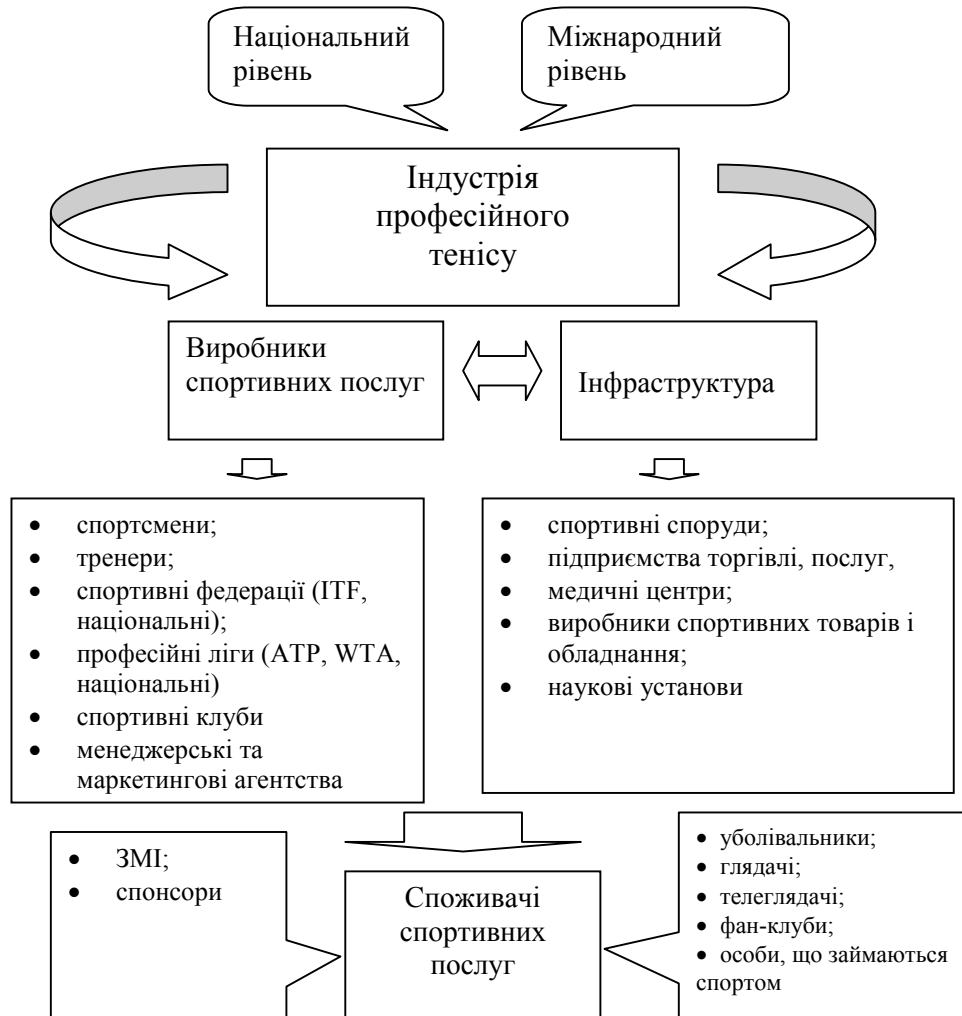 Національний
рівень
Міжнародний
рівень
Індустрія
професійного
тенісу
Виробники
спортивних послуг
Інфраструктура
• спортсмени;
• тренери;
• спортивні федерації (ITF,
національні);
• професійні ліги (ATP, WTA,
національні)
• спортивні клуби
• менеджерські та
маркетингові агентства
• спортивні споруди;
• підприємства торгівлі, послуг,
• медичні центри;
• виробники спортивних товарів і
обладнання;
• наукові установи
• ЗМІ;
• спонсори
Споживачі
спортивних
послуг
• уболівальники;
• глядачі;
• телеглядачі;
• фан-клуби;
• особи, що займаються
спортом